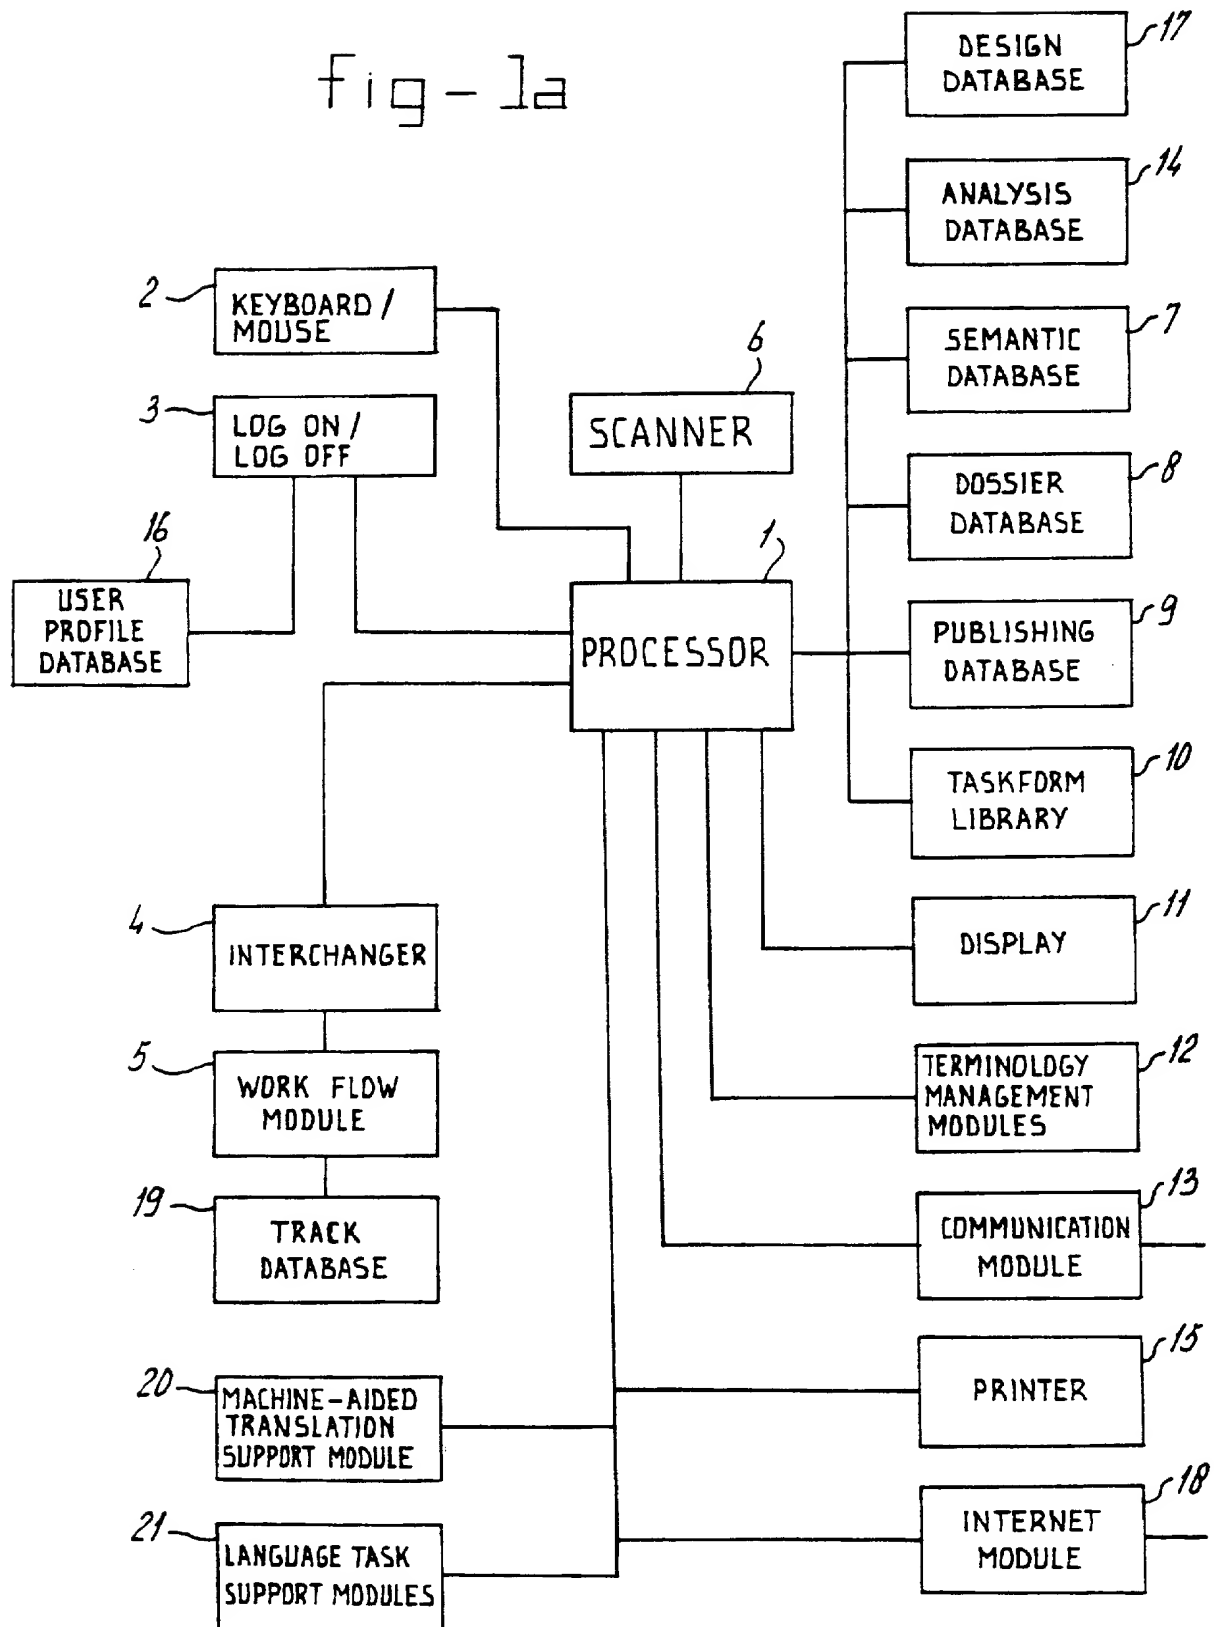 fig-1a
17
DESIGN
DATABASE
14
ANALYSIS
DATABASE
2
KEYBOARD /
MOUSE
7
SEMANTIC
DATABASE
6
SCANNER
3
LOG ON /
LOG OFF
8
DOSSIER
DATABASE
16
USER
PROFILE
DATABASE
1
PROCESSOR
9
PUBLISHING
DATABASE
10
TASKFORM
LIBRARY
4
INTERCHANGER
11
DISPLAY
5
WORK FLOW
MODULE
12
TERMINOLOGY
MANAGEMENT
MODULES
19
TRACK
DATABASE
13
COMMUNICATION
MODULE
20
MACHINE-AIDED
TRANSLATION
SUPPORT MODULE
15
PRINTER
21
LANGUAGE TASK
SUPPORT MODULES
18
INTERNET
MODULE